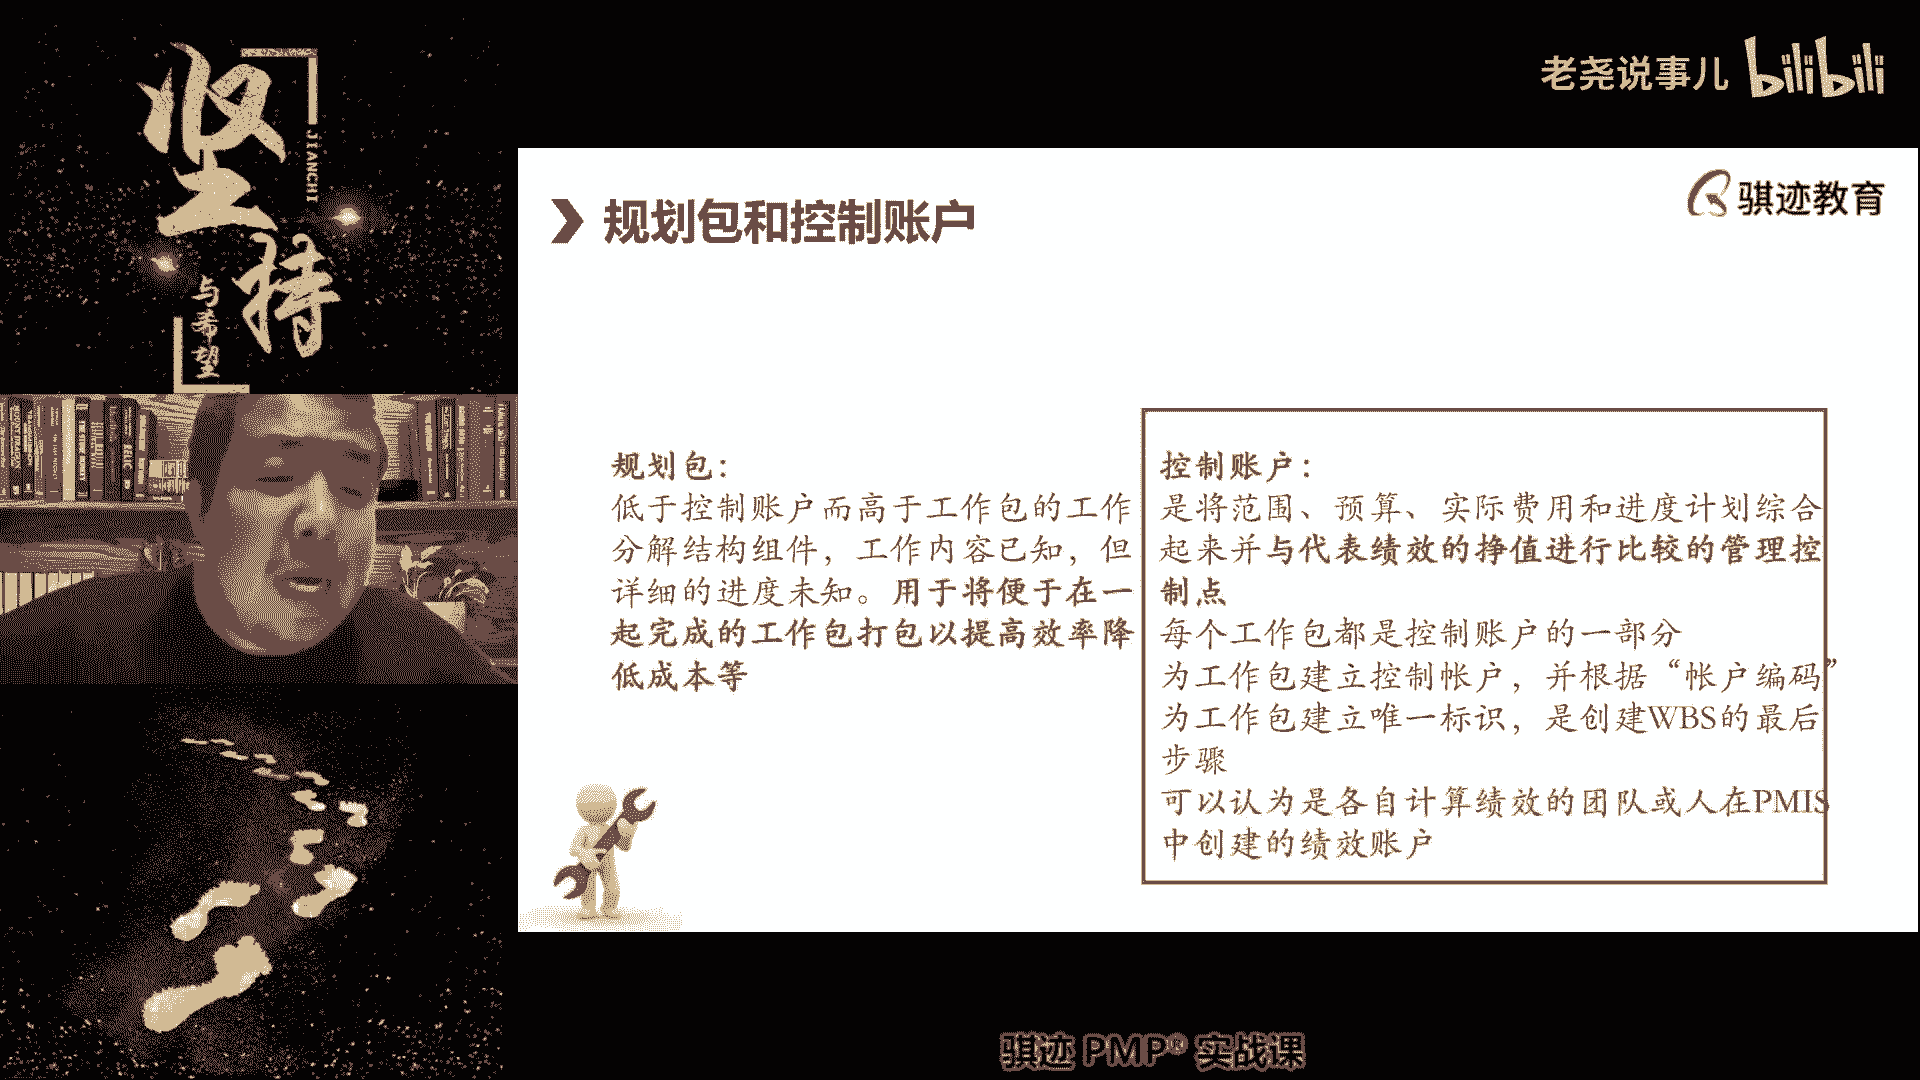 坚
持
JIANCHI
与
希
望
老尧说事儿 bilibili
骐迹教育
规划包和控制账户
规划包：
低于控制账户而高于工作包的工作
分解结构组件，工作内容已知，但
详细的进度未知。用于将便于在一
起完成的工作包打包以提高效率降
低成本等
控制账户：
是将范围、预算、实际费用和进度计划综合
起来并与代表绩效的挣值进行比较的管理控
制点
每个工作包都是控制账户的一部分
为工作包建立控制帐户，并根据“帐户编码”
为工作包建立唯一标识，是创建WBS的最后
步骤
可以认为是各自计算绩效的团队或人在PMIS
中创建的绩效账户
骐迹 PMP® 实战课